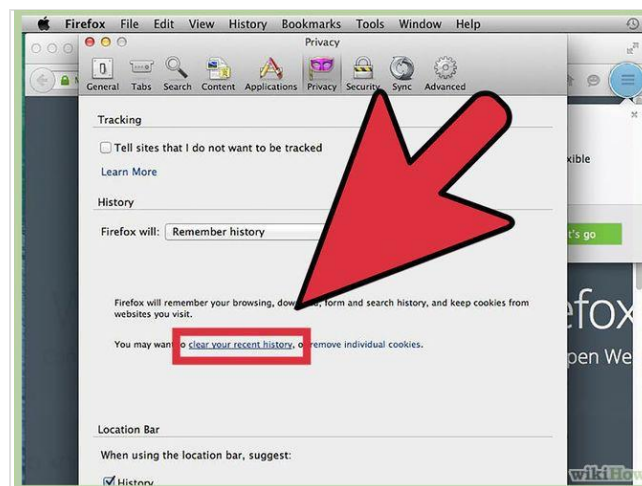 Firefox File Edit View History Bookmarks Tools Window Help
Privacy
General Tabs Search Content Applications Privacy Security Sync Advanced
Tracking
Tell sites that I do not want to be tracked
Learn More
History
Firefox will: Remember history
Firefox will remember your browsing, form and search history, and keep cookies from
websites you visit.
You may want to clear your recent history, or remove individual cookies.
Location Bar
When using the location bar, suggest:
History
xible
t's go
efox
pen We
wikiHow